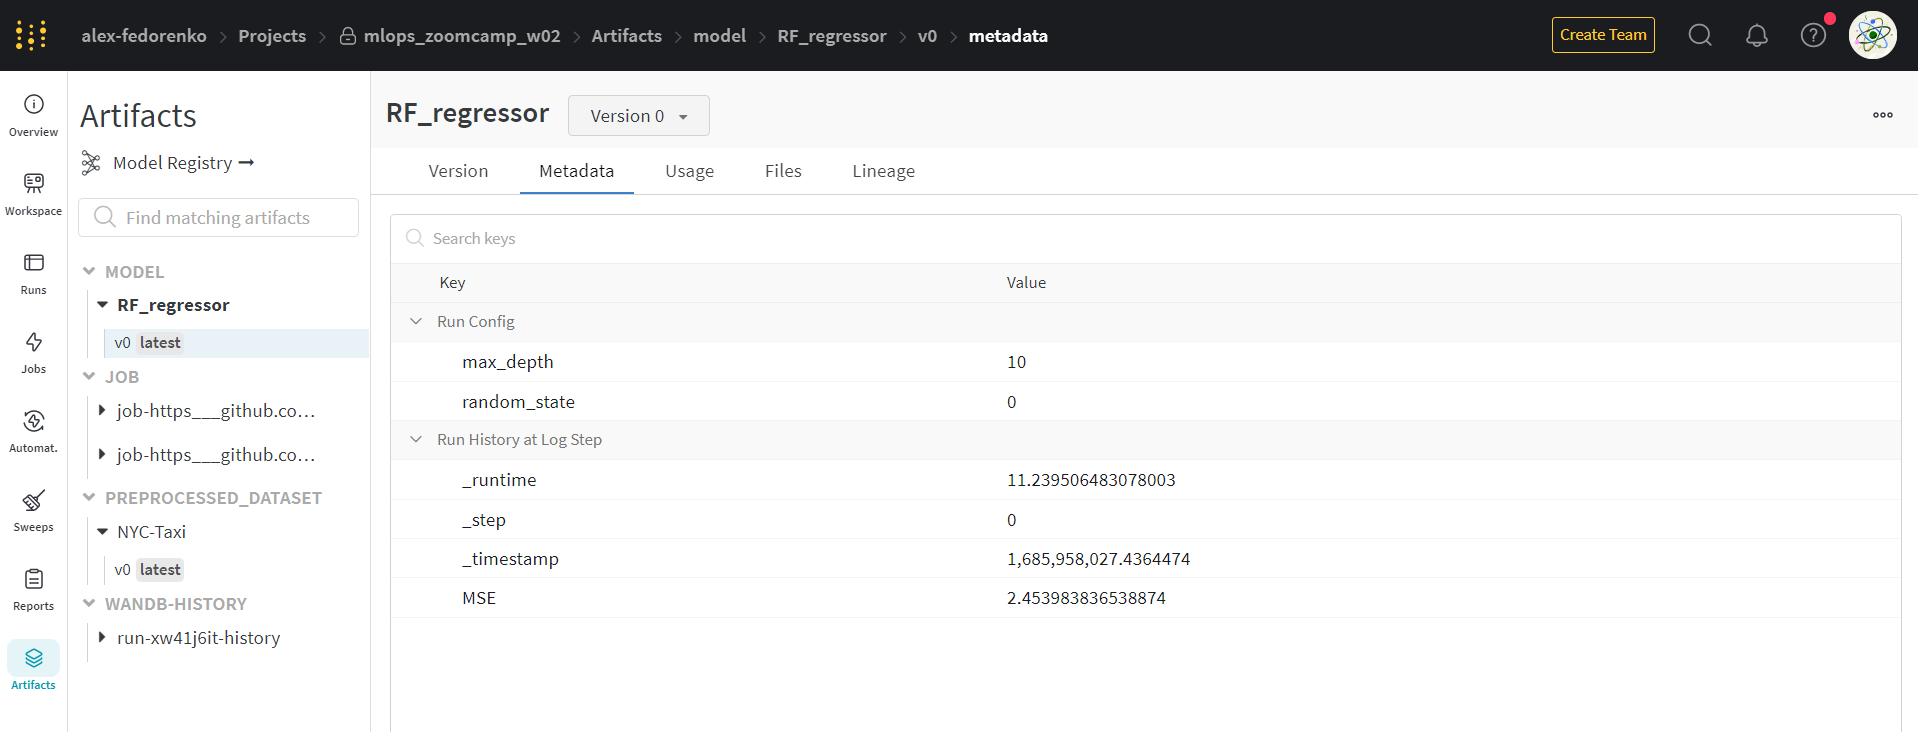 alex-fedorenko > Projects > mlops_zoomcamp_w02 > Artifacts > model > RF_regressor > v0 > metadata
Create Team
Overview
Workspace
Runs
Jobs
Automat.
Sweeps
Reports
Artifacts
Artifacts
Model Registry →
Find matching artifacts
MODEL
RF_regressor
v0 latest
JOB
job-https___github.co...
job-https___github.co...
PREPROCESSED_DATASET
NYC-Taxi
v0 latest
WANDB-HISTORY
run-xw41j6it-history
RF_regressor Version 0
Version Metadata Usage Files Lineage
Search keys
Key Value
Run Config
max_depth 10
random_state 0
Run History at Log Step
_runtime 11.239506483078003
_step 0
_timestamp 1,685,958,027.4364474
MSE 2.453983836538874